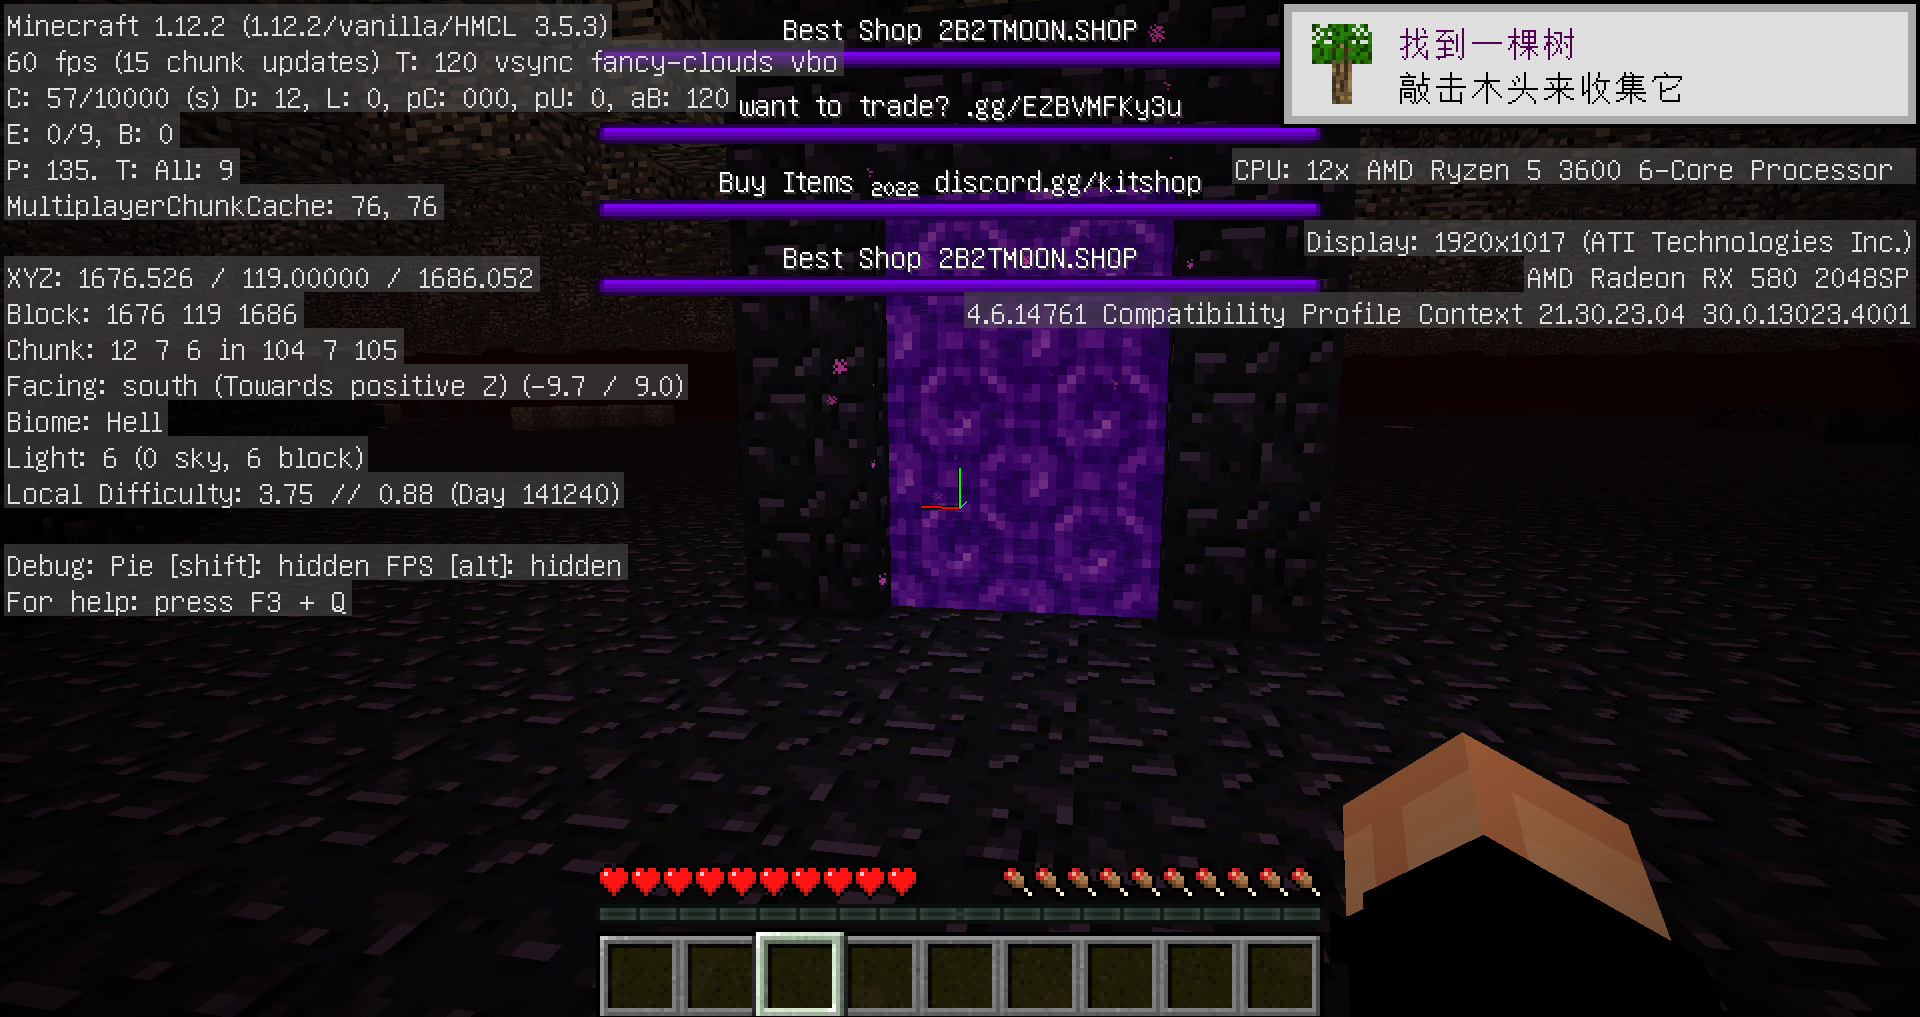 Minecraft 1.12.2 (1.12.2/vanilla/HMCL 3.5.3)
60 fps (15 chunk updates) T: 120 vsync fancy-clouds vbo
C: 57/10000 (s) D: 12, L: 0, pC: 000, pU: 0, aB: 120
E: 0/9, B: 0
P: 135. T: All: 9
MultiplayerChunkCache: 76, 76
XYZ: 1676.526 / 119.00000 / 1686.052
Block: 1676 119 1686
Chunk: 12 7 6 in 104 7 105
Facing: south (Towards positive Z) (-9.7 / 9.0)
Biome: Hell
Light: 6 (0 sky, 6 block)
Local Difficulty: 3.75 // 0.88 (Day 141240)
Debug: Pie [shift]: hidden FPS [alt]: hidden
For help: press F3 + Q
Best Shop 2B2TMOON.SHOP
want to trade? .gg/EZBVMFKy3u
Buy Items 2022 discord.gg/kitshop
Best Shop 2B2TMOON.SHOP
找到一棵树
敲击木头来收集它
CPU: 12x AMD Ryzen 5 3600 6-Core Processor
Display: 1920x1017 (ATI Technologies Inc.)
AMD Radeon RX 580 2048SP
4.6.14761 Compatibility Profile Context 21.30.23.04 30.0.13023.4001